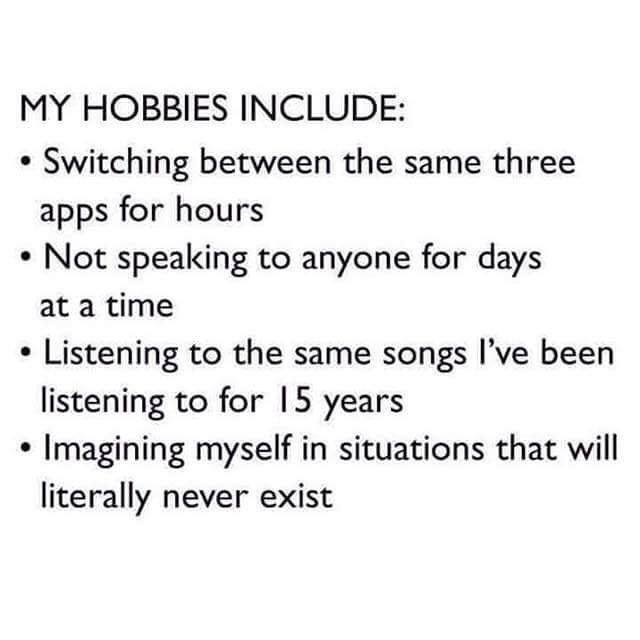 MY HOBBIES INCLUDE:
• Switching between the same three
apps for hours
• Not speaking to anyone for days
at a time
• Listening to the same songs I’ve been
listening to for 15 years
• Imagining myself in situations that will
literally never exist